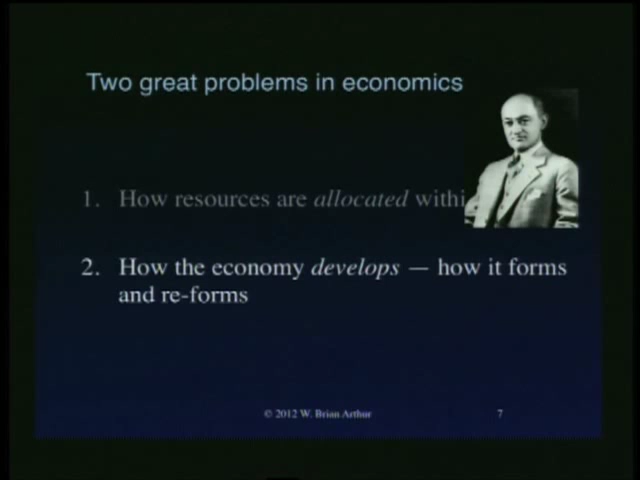 Two great problems in economics
1. How resources are allocated withi
2. How the economy develops — how it forms
and re-forms
© 2012 W. Brian Arthur
7